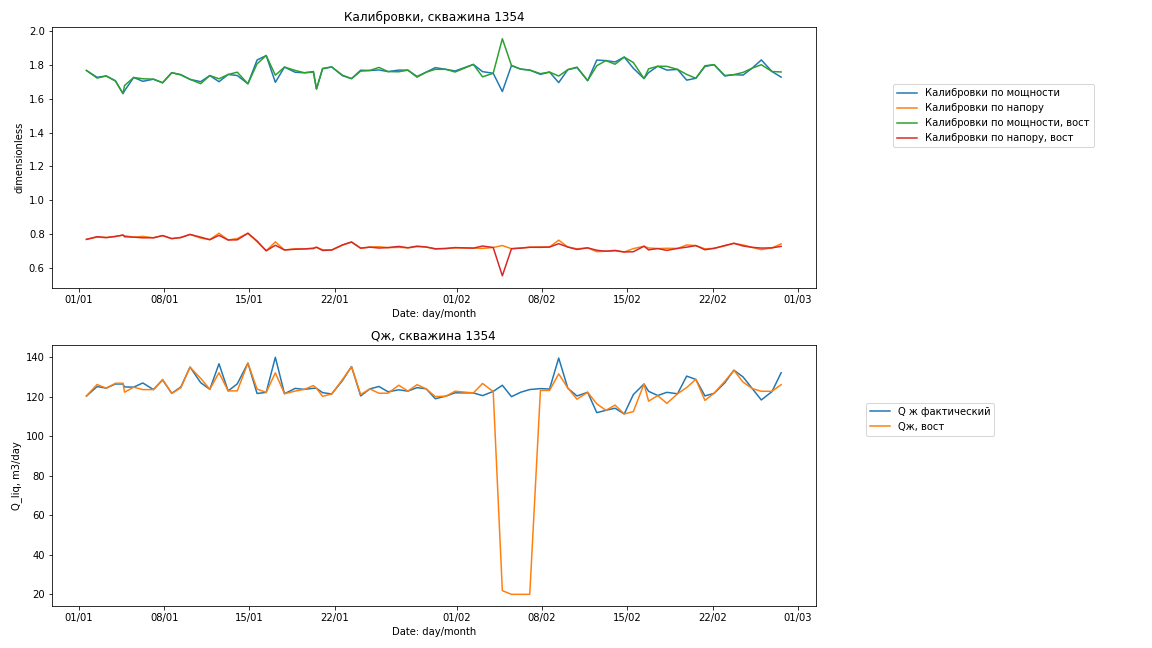 Калибровки, скважина 1354
dimensionless
2.0
1.8
1.6
1.4
1.2
1.0
0.8
0.6
01/01 08/01 15/01 22/01 01/02 08/02 15/02 22/02 01/03
Date: day/month
Калибровки по мощности
Калибровки по напору
Калибровки по мощности, вост
Калибровки по напору, вост
Qж, скважина 1354
Q_liq, m3/day
140
120
100
80
60
40
20
01/01 08/01 15/01 22/01 01/02 08/02 15/02 22/02 01/03
Date: day/month
Q ж фактический
Qж, вост